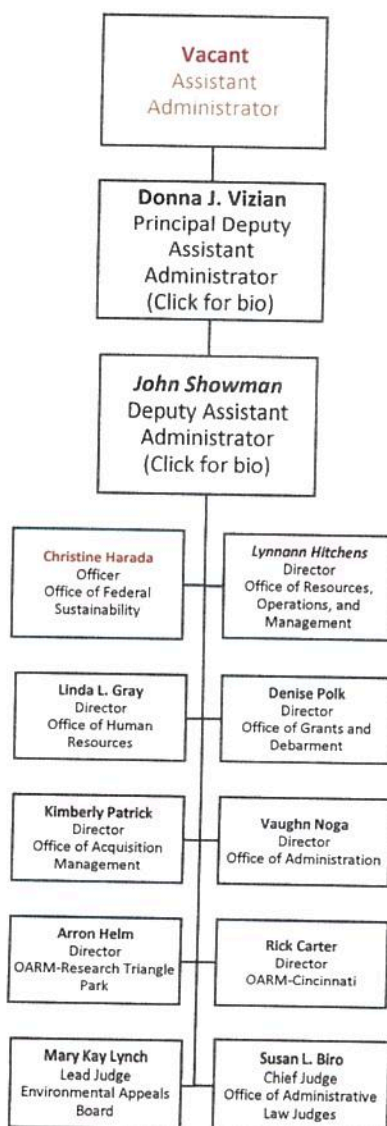 Vacant
Assistant
Administrator
Donna J. Vizian
Principal Deputy
Assistant
Administrator
(Click for bio)
John Showman
Deputy Assistant
Administrator
(Click for bio)
Christine Harada
Officer
Office of Federal
Sustainability
Lynnann Hitchens
Director
Office of Resources,
Operations, and
Management
Linda L. Gray
Director
Office of Human
Resources
Denise Polk
Director
Office of Grants and
Debarment
Kimberly Patrick
Director
Office of Acquisition
Management
Vaughn Noga
Director
Office of Administration
Arron Helm
Director
OARM-Research Triangle
Park
Rick Carter
Director
OARM-Cincinnati
Mary Kay Lynch
Lead Judge
Environmental Appeals
Board
Susan L. Biro
Chief Judge
Office of Administrative
Law Judges